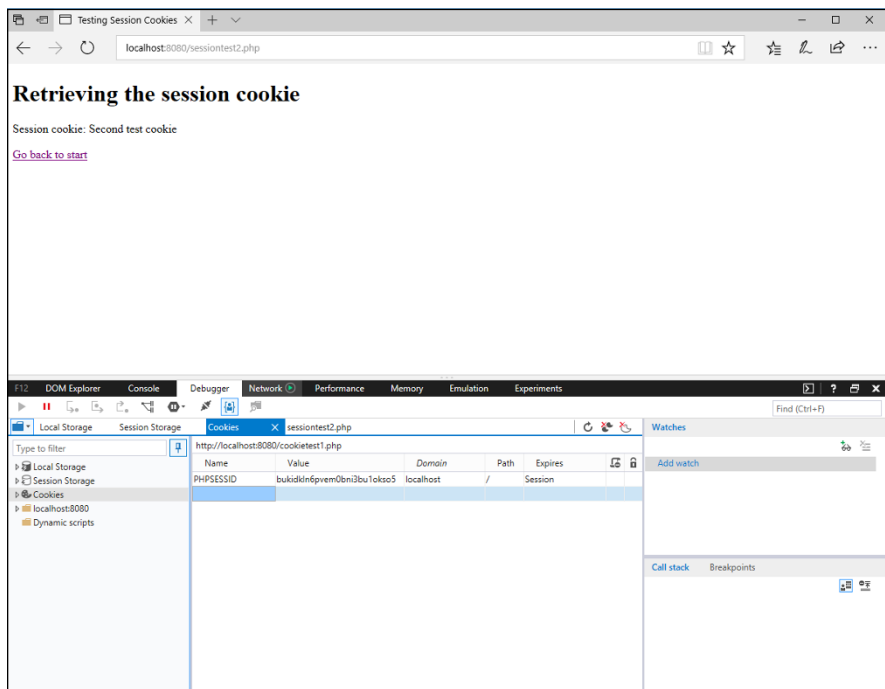 Testing Session Cookies
localhost:8080/sessiontest2.php
Retrieving the session cookie
Session cookie: Second test cookie
Go back to start
F12 DOM Explorer Console Debugger Network Performance Memory Emulation Experiments ?
Find (Ctrl+F)
Local Storage Session Storage Cookies sessiontest2.php Watches
Type to filter http://localhost:8080/cookietest1.php
Name Value Domain Path Expires Add watch
Local Storage PHPSESSID bukidkln6pvem0bni3bu1okso5 localhost / Session
Session Storage
Cookies
localhost:8080
Dynamic scripts
Call stack Breakpoints